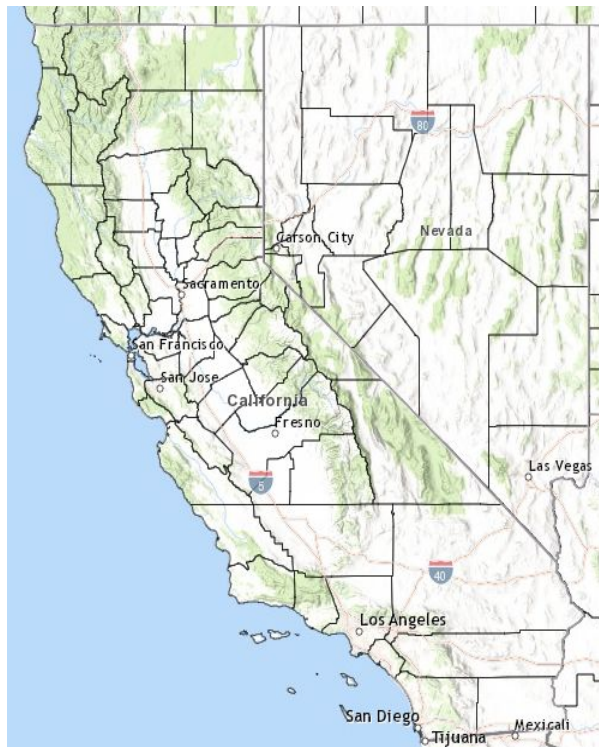 80
Nevada
Carson City
Sacramento
San Francisco
San Jose
California
Fresno
Las Vegas
5
40
Los Angeles
San Diego
Mexicali
Tijuana